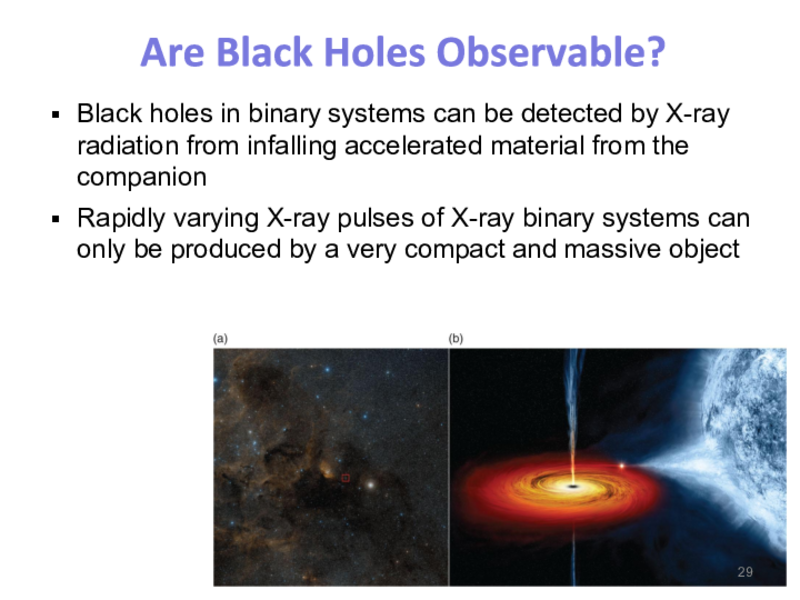 Are Black Holes Observable?
▪ Black holes in binary systems can be detected by X-ray
radiation from infalling accelerated material from the
companion
▪ Rapidly varying X-ray pulses of X-ray binary systems can
only be produced by a very compact and massive object
(a) (b)
29